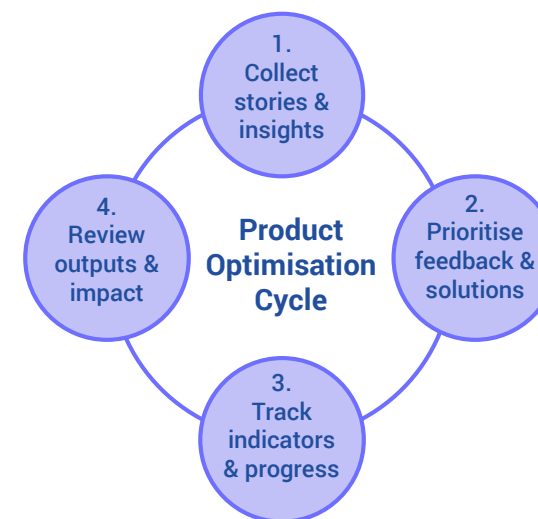 1.
Collect
stories &
insights
2.
Prioritise
feedback &
solutions
3.
Track
indicators
& progress
4.
Review
outputs &
impact
Product
Optimisation
Cycle